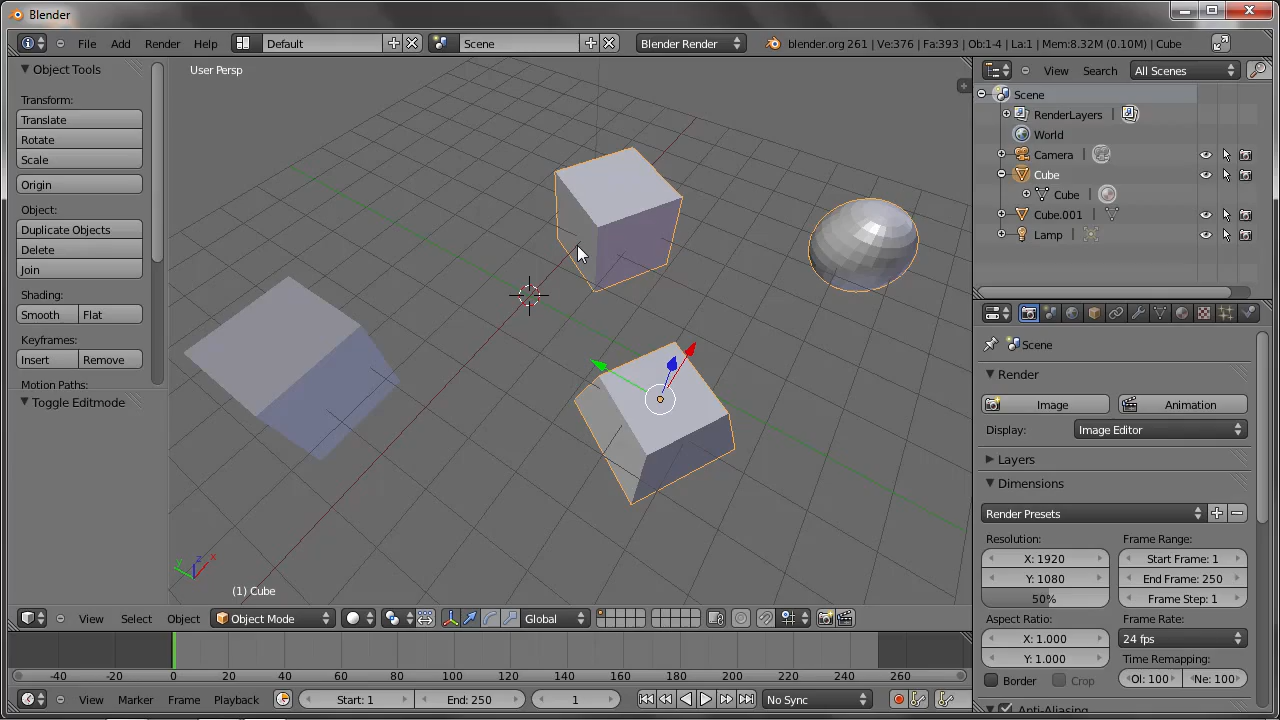 Blender
File Add Render Help Default Scene Blender Render blender.org 261 | Ve:376 | Fa:393 | Ob:1-4 | La:1 | Mem:8.32M (0.10M) | Cube
Object Tools
Transform:
Translate
Rotate
Scale
Origin
Object:
Duplicate Objects
Delete
Join
Shading:
Smooth Flat
Keyframes:
Insert Remove
Motion Paths:
Toggle Editmode
User Persp
y z x
(1) Cube
View Select Object Object Mode Global
-40 -20 0 20 40 60 80 100 120 140 160 180 200 220 240 260
View Marker Frame Playback Start: 1 End: 250 1 No Sync
View Search All Scenes
Scene
RenderLayers
World
Camera
Cube
Cube
Cube.001
Lamp
Scene
Render
Image Animation
Display: Image Editor
Layers
Dimensions
Render Presets
Resolution: Frame Range:
X: 1920 Start Frame: 1
Y: 1080 End Frame: 250
50% Frame Step: 1
Aspect Ratio: Frame Rate:
X: 1.000 24 fps
Y: 1.000 Time Remapping:
Border Crop Ol: 100 Ne: 100
Anti-Aliasing